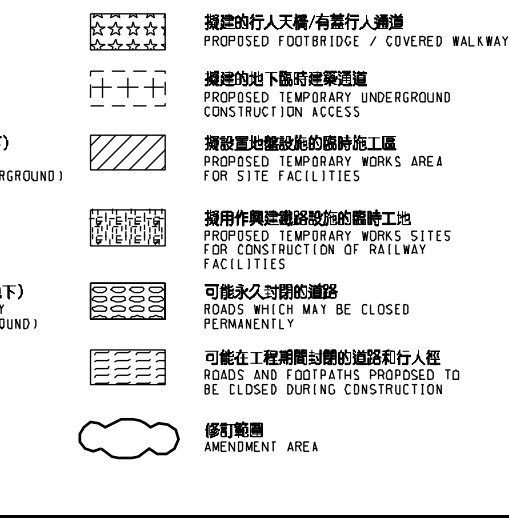 擬建的行人天橋/有蓋行人通道
PROPOSED FOOTBRIDGE / COVERED WALKWAY
擬建的地下臨時建築通道
PROPOSED TEMPORARY UNDERGROUND
CONSTRUCTION ACCESS
擬設置地盤設施的臨時施工區
PROPOSED TEMPORARY WORKS AREA
FOR SITE FACILITIES
RGROUND)
擬用作興建鐵路設施的臨時工地
PROPOSED TEMPORARY WORKS SITES
FOR CONSTRUCTION OF RAILWAY
FACILITIES
下)
Y
OUND)
可能永久封閉的道路
ROADS WHICH MAY BE CLOSED
PERMANENTLY
可能在工程期間封閉的道路和行人徑
ROADS AND FOOTPATHS PROPOSED TO
BE CLOSED DURING CONSTRUCTION
修訂範圍
AMENDMENT AREA